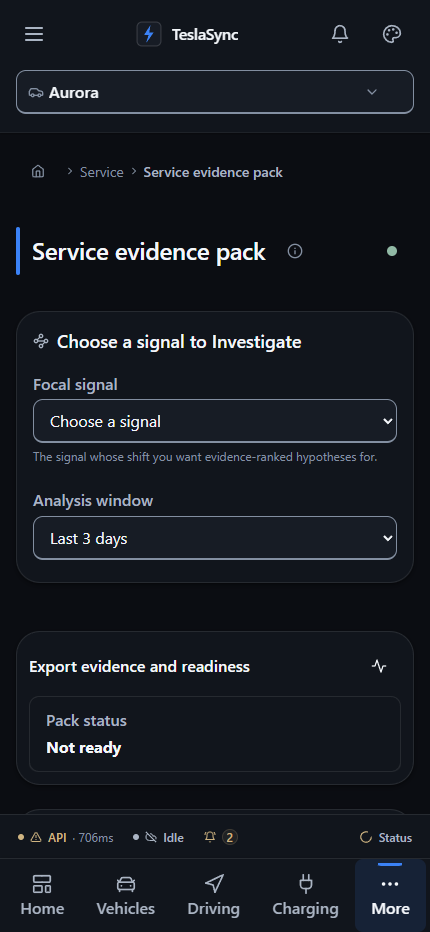 TeslaSync
Aurora
Service
Service evidence pack
Service evidence pack
Choose a signal to Investigate
Focal signal
Choose a signal
The signal whose shift you want evidence-ranked hypotheses for.
Analysis window
Last 3 days
Export evidence and readiness
Pack status
Not ready
API · 706ms
Idle
2
Status
Home
Vehicles
Driving
Charging
More